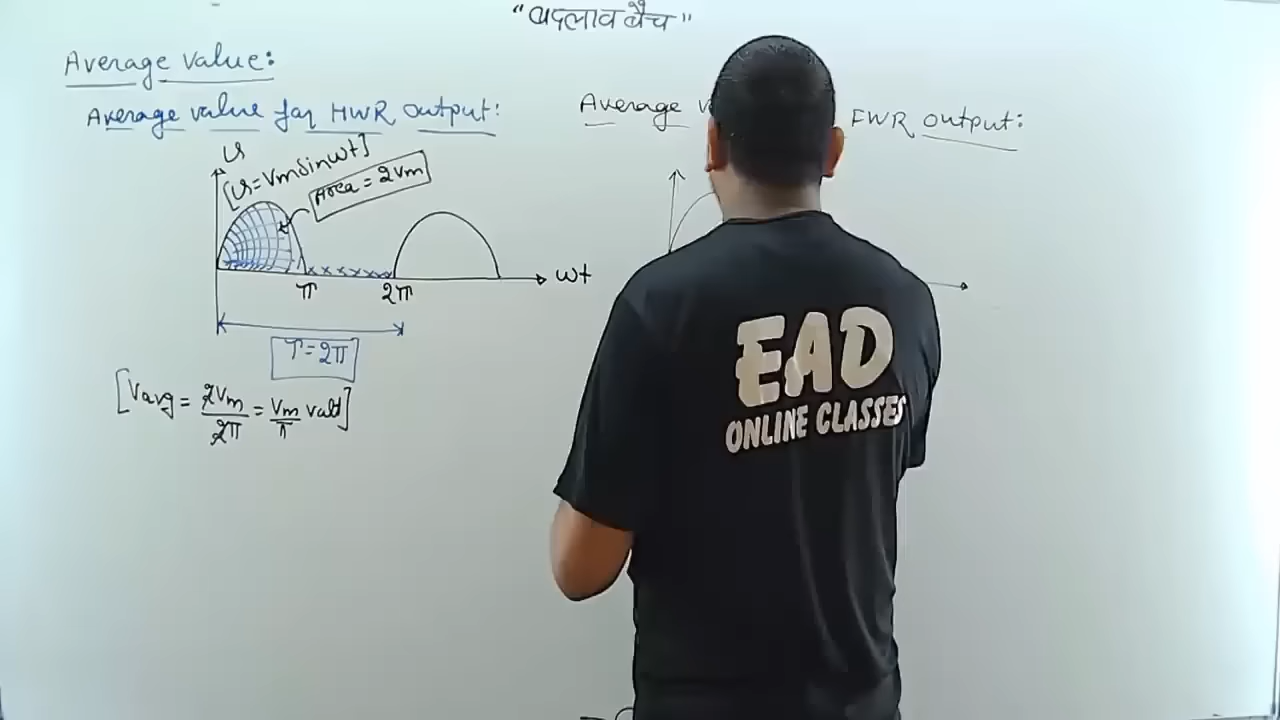 “बदलाव बैच”
Average value:
Average value for HWR output:
v
[v=Vmsinωt]
Area = 2Vm
ωt
π
2π
T=2π
[Vavg = 2Vm/2π = Vm/π volt]
Average
FWR output:
EAD
ONLINE CLASSES